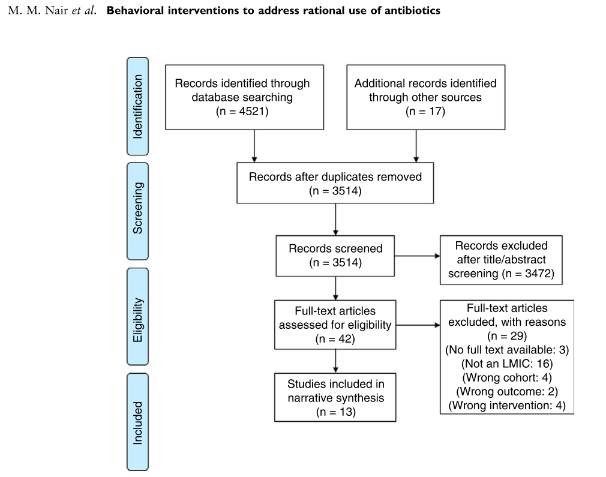 M. M. Nair et al. Behavioral interventions to address rational use of antibiotics
Identification
Records identified through
database searching
(n = 4521)
Additional records identified
through other sources
(n = 17)
Screening
Records after duplicates removed
(n = 3514)
Records screened
(n = 3514)
Records excluded
after title/abstract
screening (n = 3472)
Eligibility
Full-text articles
assessed for eligibility
(n = 42)
Full-text articles
excluded, with reasons
(n = 29)
(No full text available: 3)
(Not an LMIC: 16)
(Wrong cohort: 4)
(Wrong outcome: 2)
(Wrong intervention: 4)
Included
Studies included in
narrative synthesis
(n = 13)